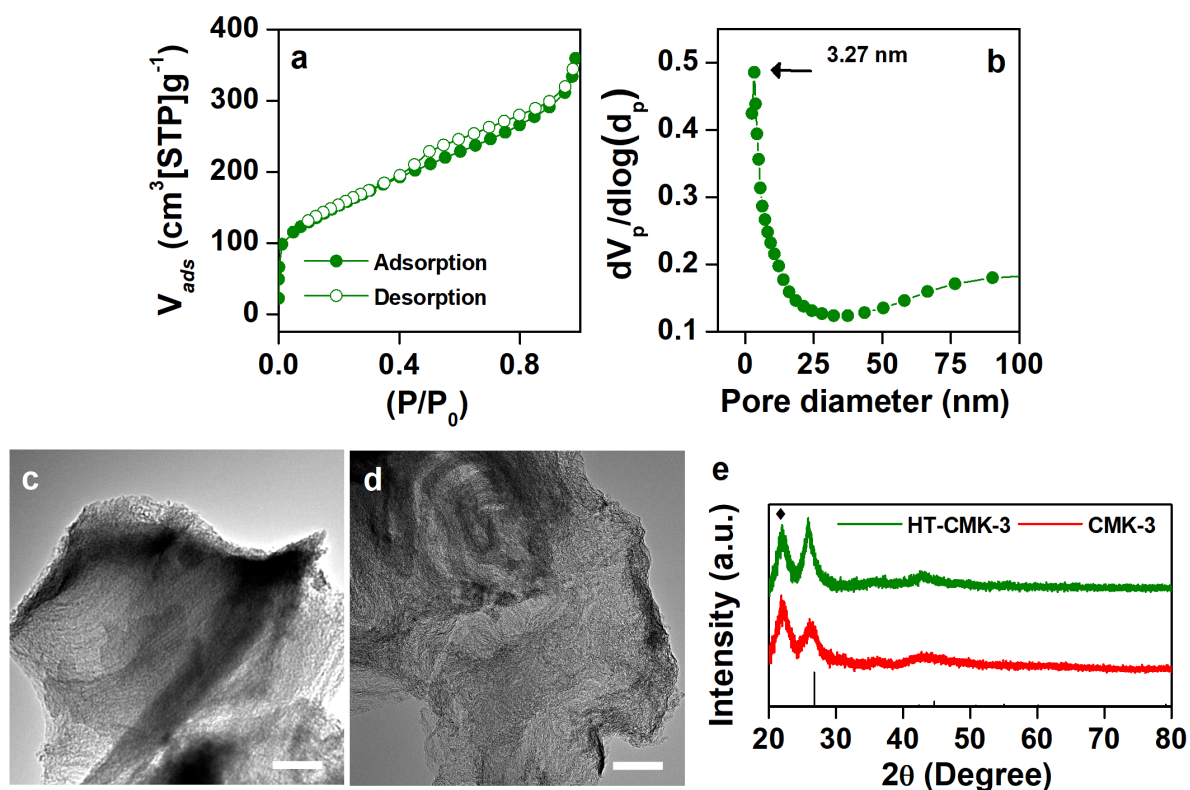 a
V_ads (cm³[STP]g⁻¹)
400
300
200
100
0
Adsorption
Desorption
0.0 0.4 0.8
(P/P₀)
b
3.27 nm
dVₚ/dlog(dₚ)
0.5
0.4
0.3
0.2
0.1
0 25 50 75 100
Pore diameter (nm)
c
d
e
Intensity (a.u.)
♦
HT-CMK-3 CMK-3
20 30 40 50 60 70 80
2θ (Degree)